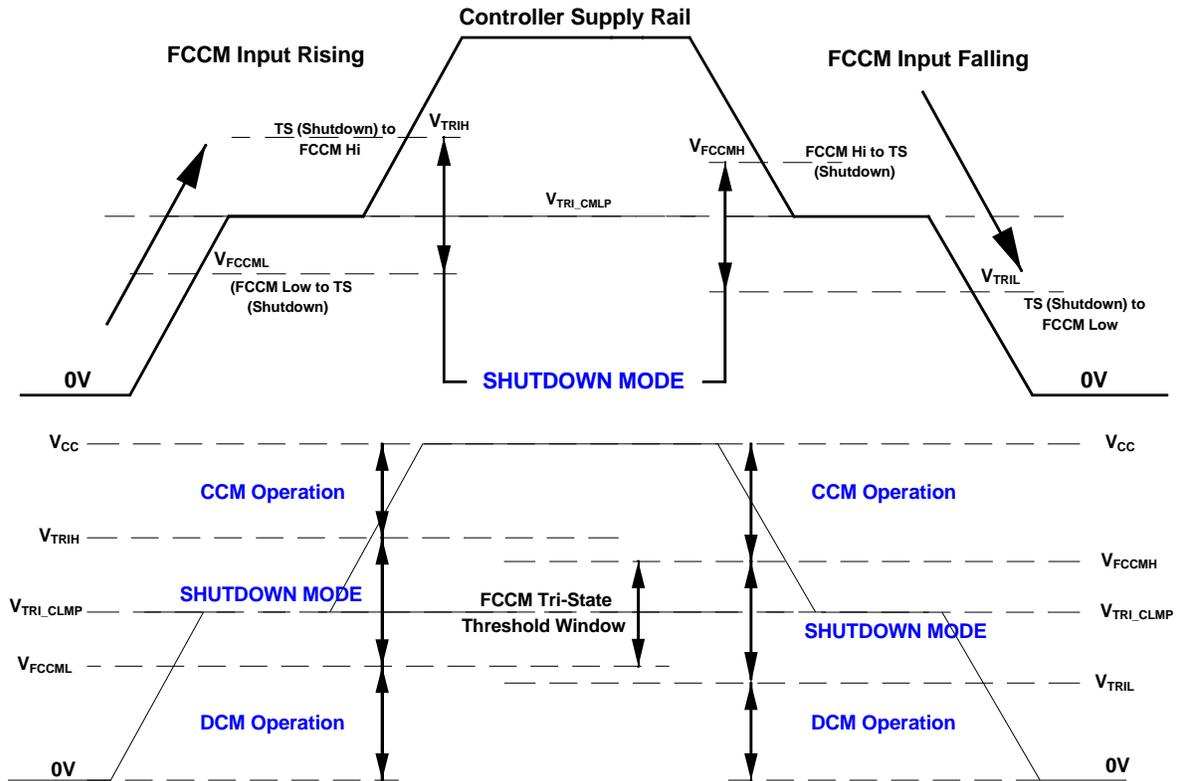 Controller Supply Rail
FCCM Input Rising
FCCM Input Falling
TS (Shutdown) to
FCCM Hi
VTRIH
VFCCMH
FCCM Hi to TS
(Shutdown)
VTRI_CMLP
VFCCML
(FCCM Low to TS
(Shutdown)
VTRIL
TS (Shutdown) to
FCCM Low
0V
SHUTDOWN MODE
0V
VCC
VCC
CCM Operation
CCM Operation
VTRIH
VFCCMH
SHUTDOWN MODE
FCCM Tri-State
Threshold Window
VTRI_CLMP
VTRI_CLMP
SHUTDOWN MODE
VFCCML
VTRIL
DCM Operation
DCM Operation
0V
0V